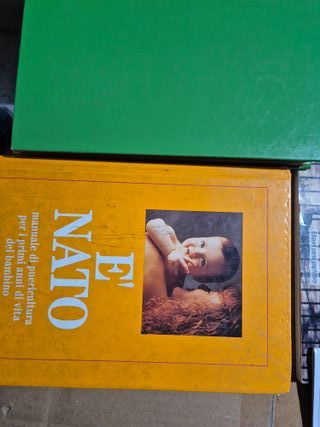 E'
NATO
manuale di puericultura
per i primi anni di vita
del bambino